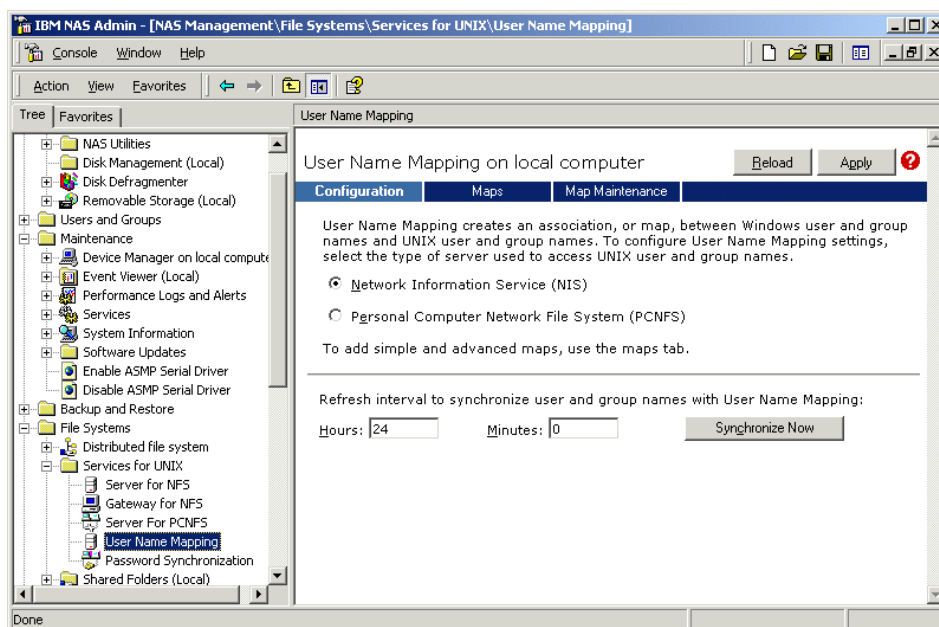 IBM NAS Admin - [NAS Management\File Systems\Services for UNIX\User Name Mapping]
Console Window Help
Action View Favorites
Tree Favorites
NAS Utilities
Disk Management (Local)
Disk Defragmenter
Removable Storage (Local)
Users and Groups
Maintenance
Device Manager on local compute
Event Viewer (Local)
Performance Logs and Alerts
Services
System Information
Software Updates
Enable ASMP Serial Driver
Disable ASMP Serial Driver
Backup and Restore
File Systems
Distributed file system
Services for UNIX
Server for NFS
Gateway for NFS
Server For PCNFS
User Name Mapping
Password Synchronization
Shared Folders (Local)
User Name Mapping
User Name Mapping on local computer
Reload Apply ?
Configuration Maps Map Maintenance
User Name Mapping creates an association, or map, between Windows user and group
names and UNIX user and group names. To configure User Name Mapping settings,
select the type of server used to access UNIX user and group names.
Network Information Service (NIS)
Personal Computer Network File System (PCNFS)
To add simple and advanced maps, use the maps tab.
Refresh interval to synchronize user and group names with User Name Mapping:
Hours: 24 Minutes: 0 Synchronize Now
Done